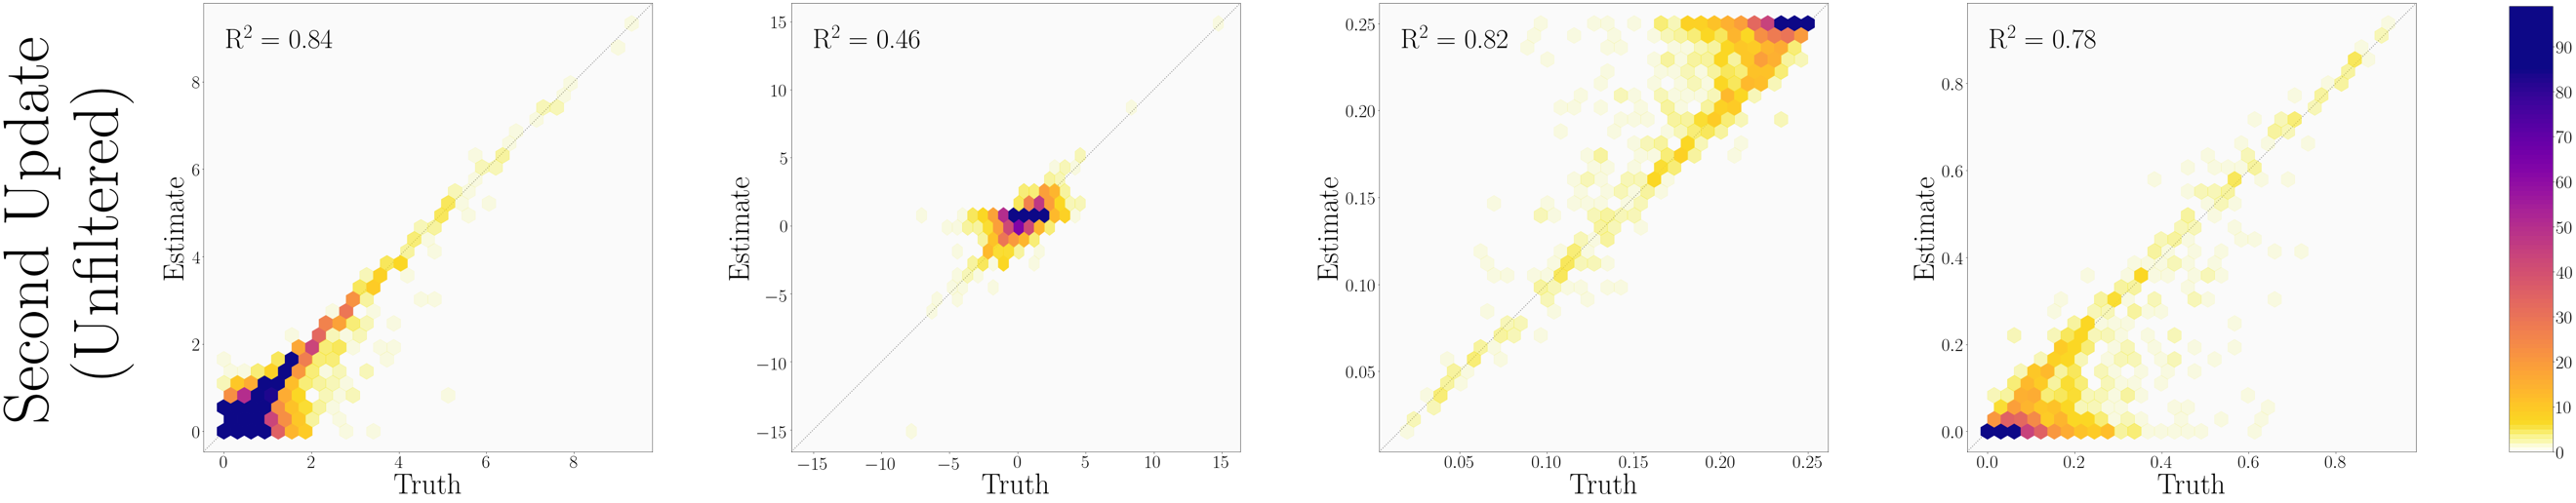 Second Update
(Unfiltered)
R² = 0.84
Estimate
8
6
4
2
0
0 2 4 6 8
Truth
R² = 0.46
Estimate
15
10
5
0
−5
−10
−15
−15 −10 −5 0 5 10 15
Truth
R² = 0.82
Estimate
0.25
0.20
0.15
0.10
0.05
0.05 0.10 0.15 0.20 0.25
Truth
R² = 0.78
Estimate
0.8
0.6
0.4
0.2
0.0
0.0 0.2 0.4 0.6 0.8
Truth
90
80
70
60
50
40
30
20
10
0